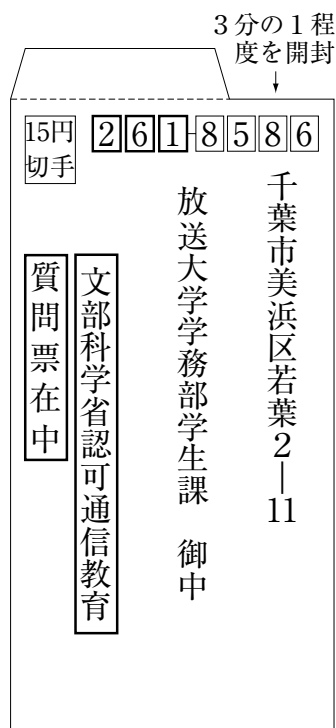 3分の1程
度を開封
15円
切手
261-8586
千葉市美浜区若葉2―11
放送大学学務部学生課　御中
文部科学省認可通信教育
質問票在中